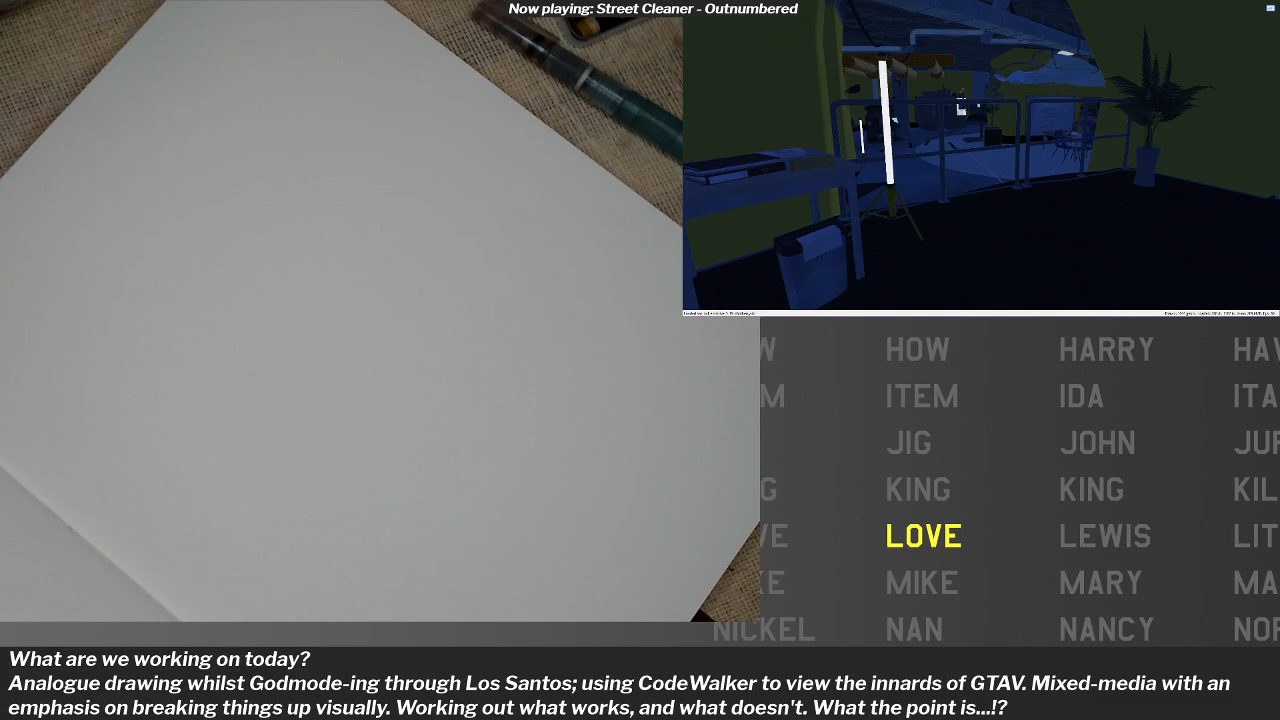 Now playing: Street Cleaner - Outnumbered
HOW HARRY
ITEM IDA
JIG JOHN
KING KING
LOVE LEWIS
MIKE MARY
NICKEL NAN NANCY
What are we working on today?
Analogue drawing whilst Godmode-ing through Los Santos; using CodeWalker to view the innards of GTAV. Mixed-media with an
emphasis on breaking things up visually. Working out what works, and what doesn't. What the point is...!?